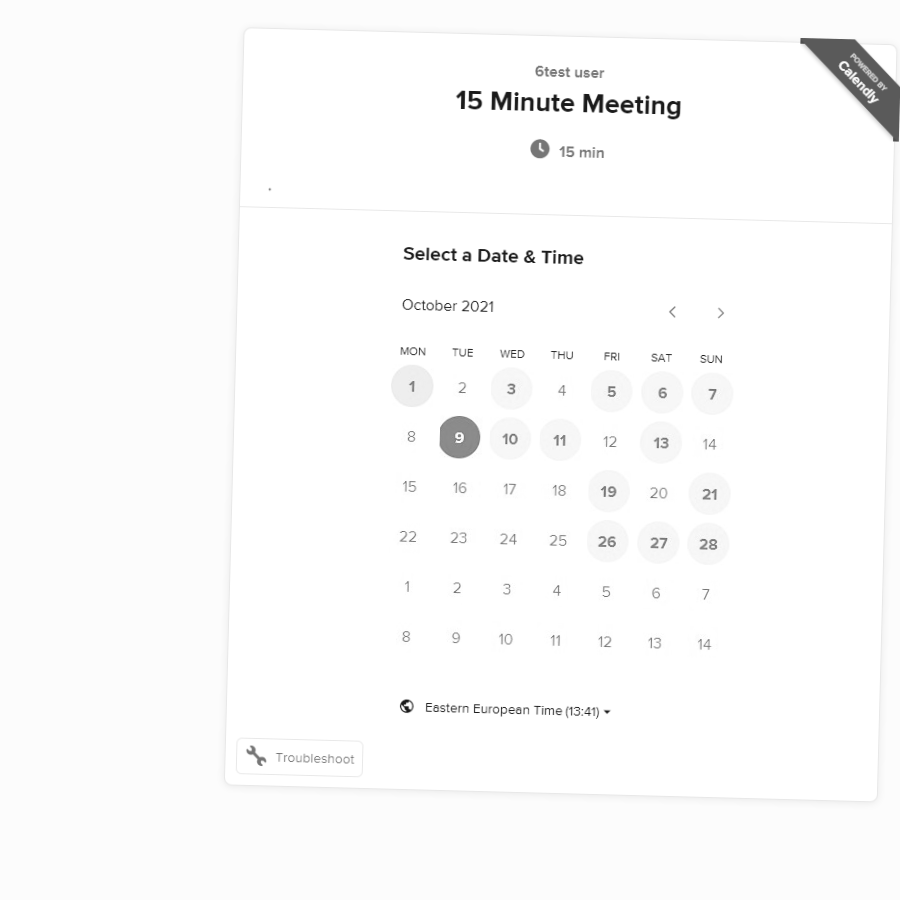 POWERED BY
Calendly
6test user
15 Minute Meeting
15 min
.
Select a Date & Time
October 2021
MON TUE WED THU FRI SAT SUN
1 2 3 4 5 6 7
8 9 10 11 12 13 14
15 16 17 18 19 20 21
22 23 24 25 26 27 28
1 2 3 4 5 6 7
8 9 10 11 12 13 14
Eastern European Time (13:41)
Troubleshoot